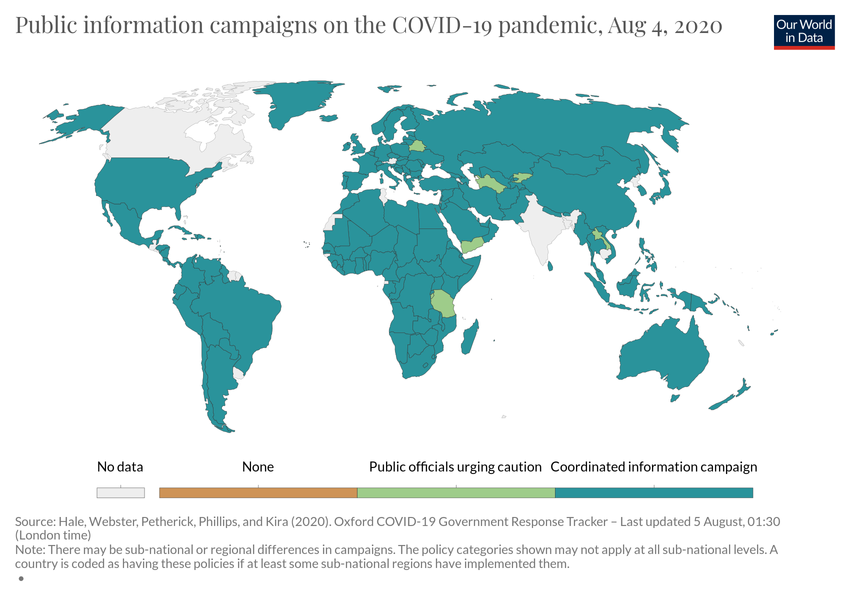 Public information campaigns on the COVID-19 pandemic, Aug 4, 2020
Our World
in Data
No data
None
Public officials urging caution
Coordinated information campaign
Source: Hale, Webster, Petherick, Phillips, and Kira (2020). Oxford COVID-19 Government Response Tracker – Last updated 5 August, 01:30
(London time)
Note: There may be sub-national or regional differences in campaigns. The policy categories shown may not apply at all sub-national levels. A
country is coded as having these policies if at least some sub-national regions have implemented them.
•